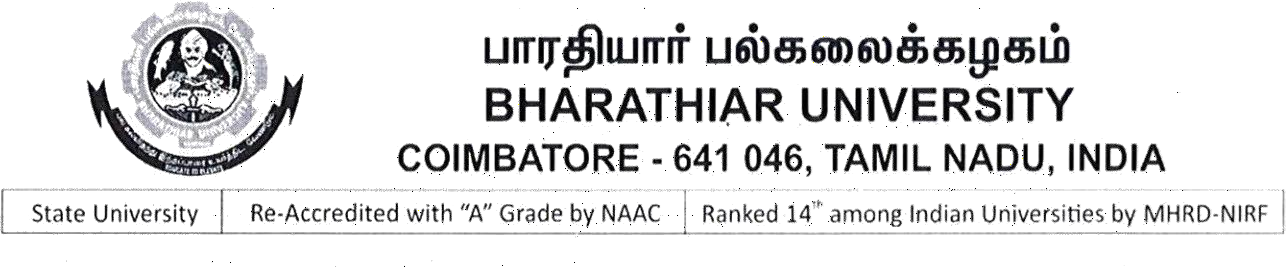 பாரதியார் பல்கலைக்கழகம்
BHARATHIAR UNIVERSITY
COIMBATORE - 641 046, TAMIL NADU, INDIA
State University
Re-Accredited with "A" Grade by NAAC
Ranked 14th among Indian Universities by MHRD-NIRF